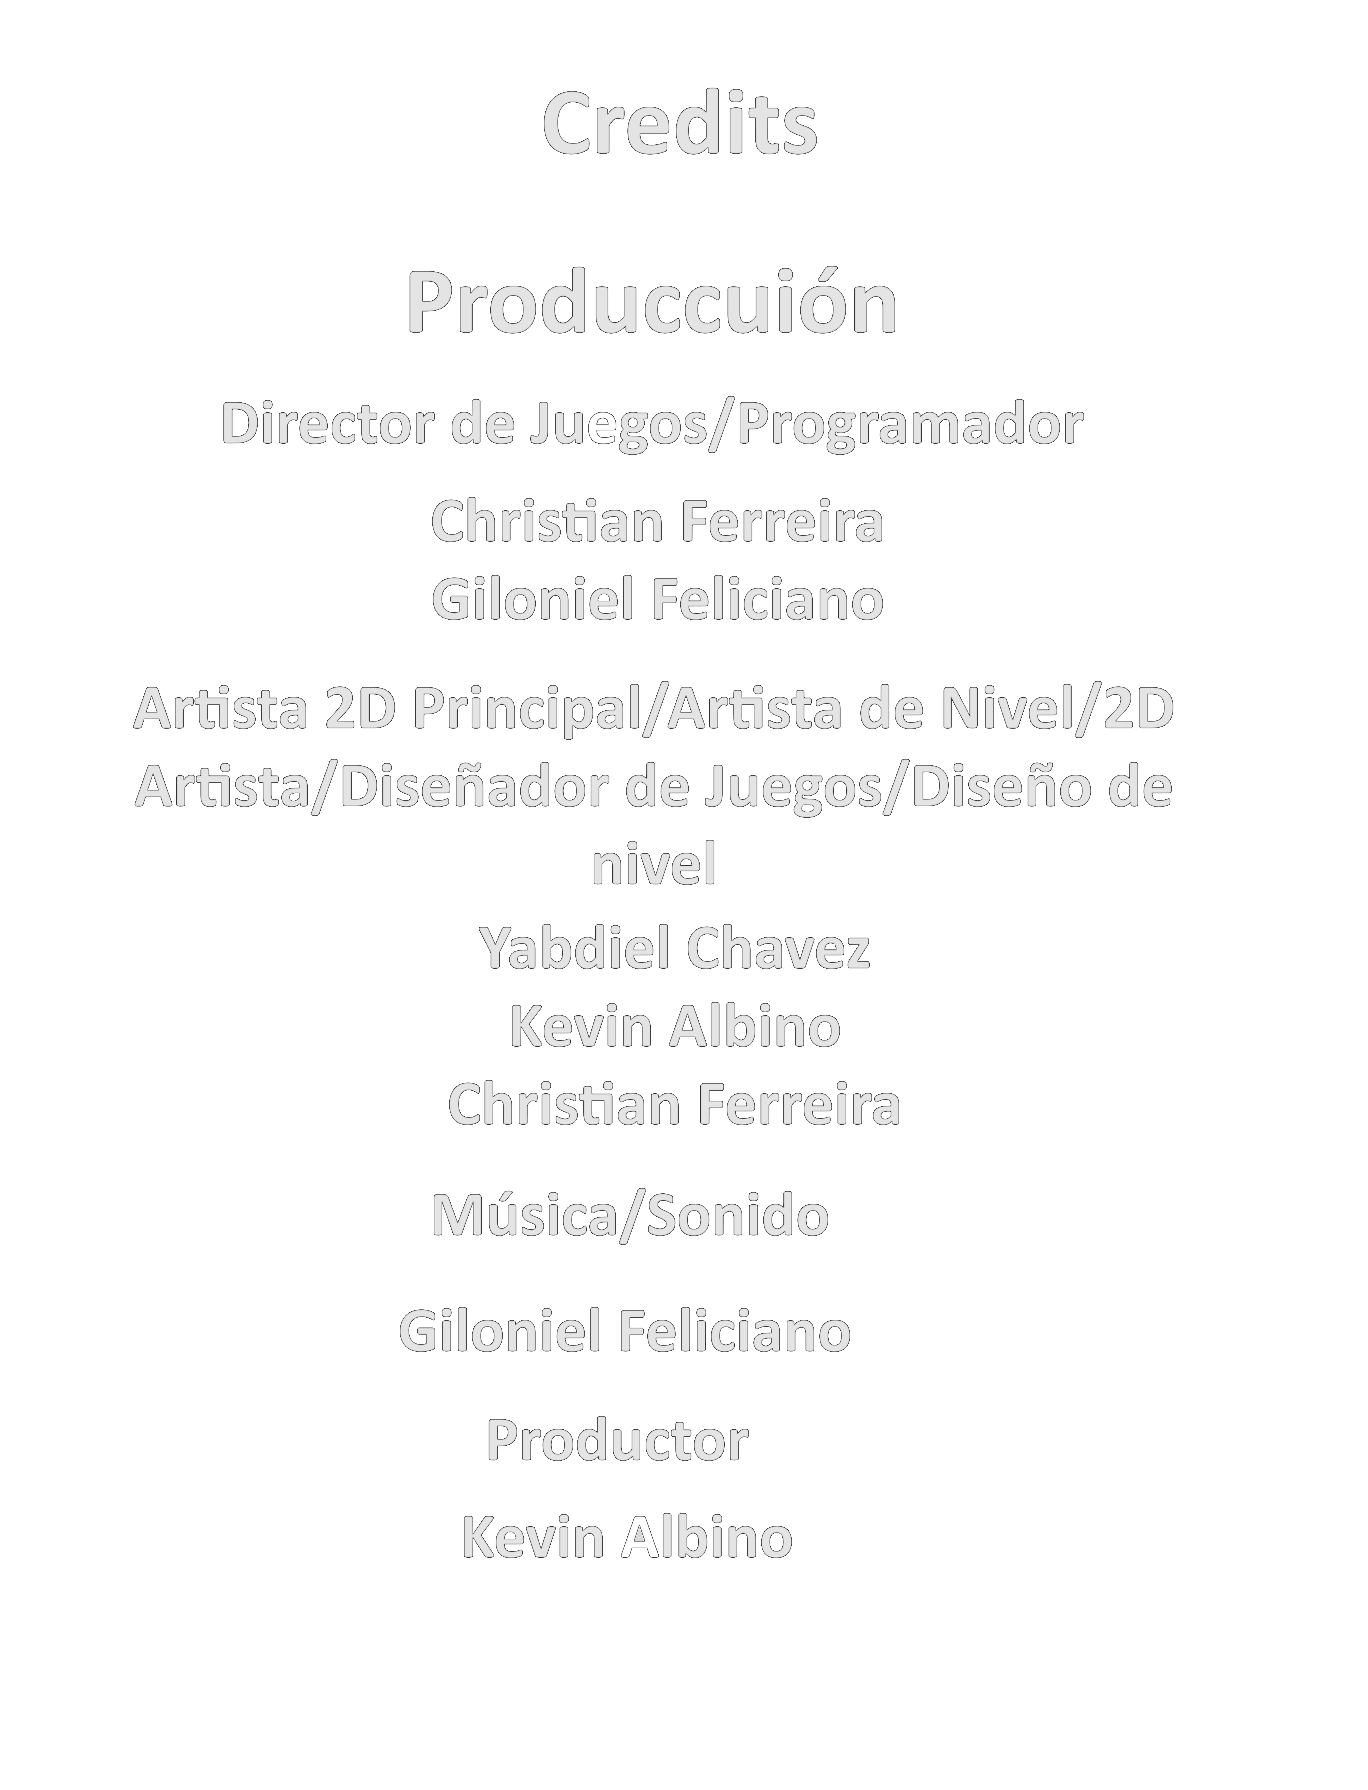 Credits
Produccuión
Director de Juegos/Programador
Christian Ferreira
Giloniel Feliciano
Artista 2D Principal/Artista de Nivel/2D
Artista/Diseñador de Juegos/Diseño de
nivel
Yabdiel Chavez
Kevin Albino
Christian Ferreira
Música/Sonido
Giloniel Feliciano
Productor
Kevin Albino